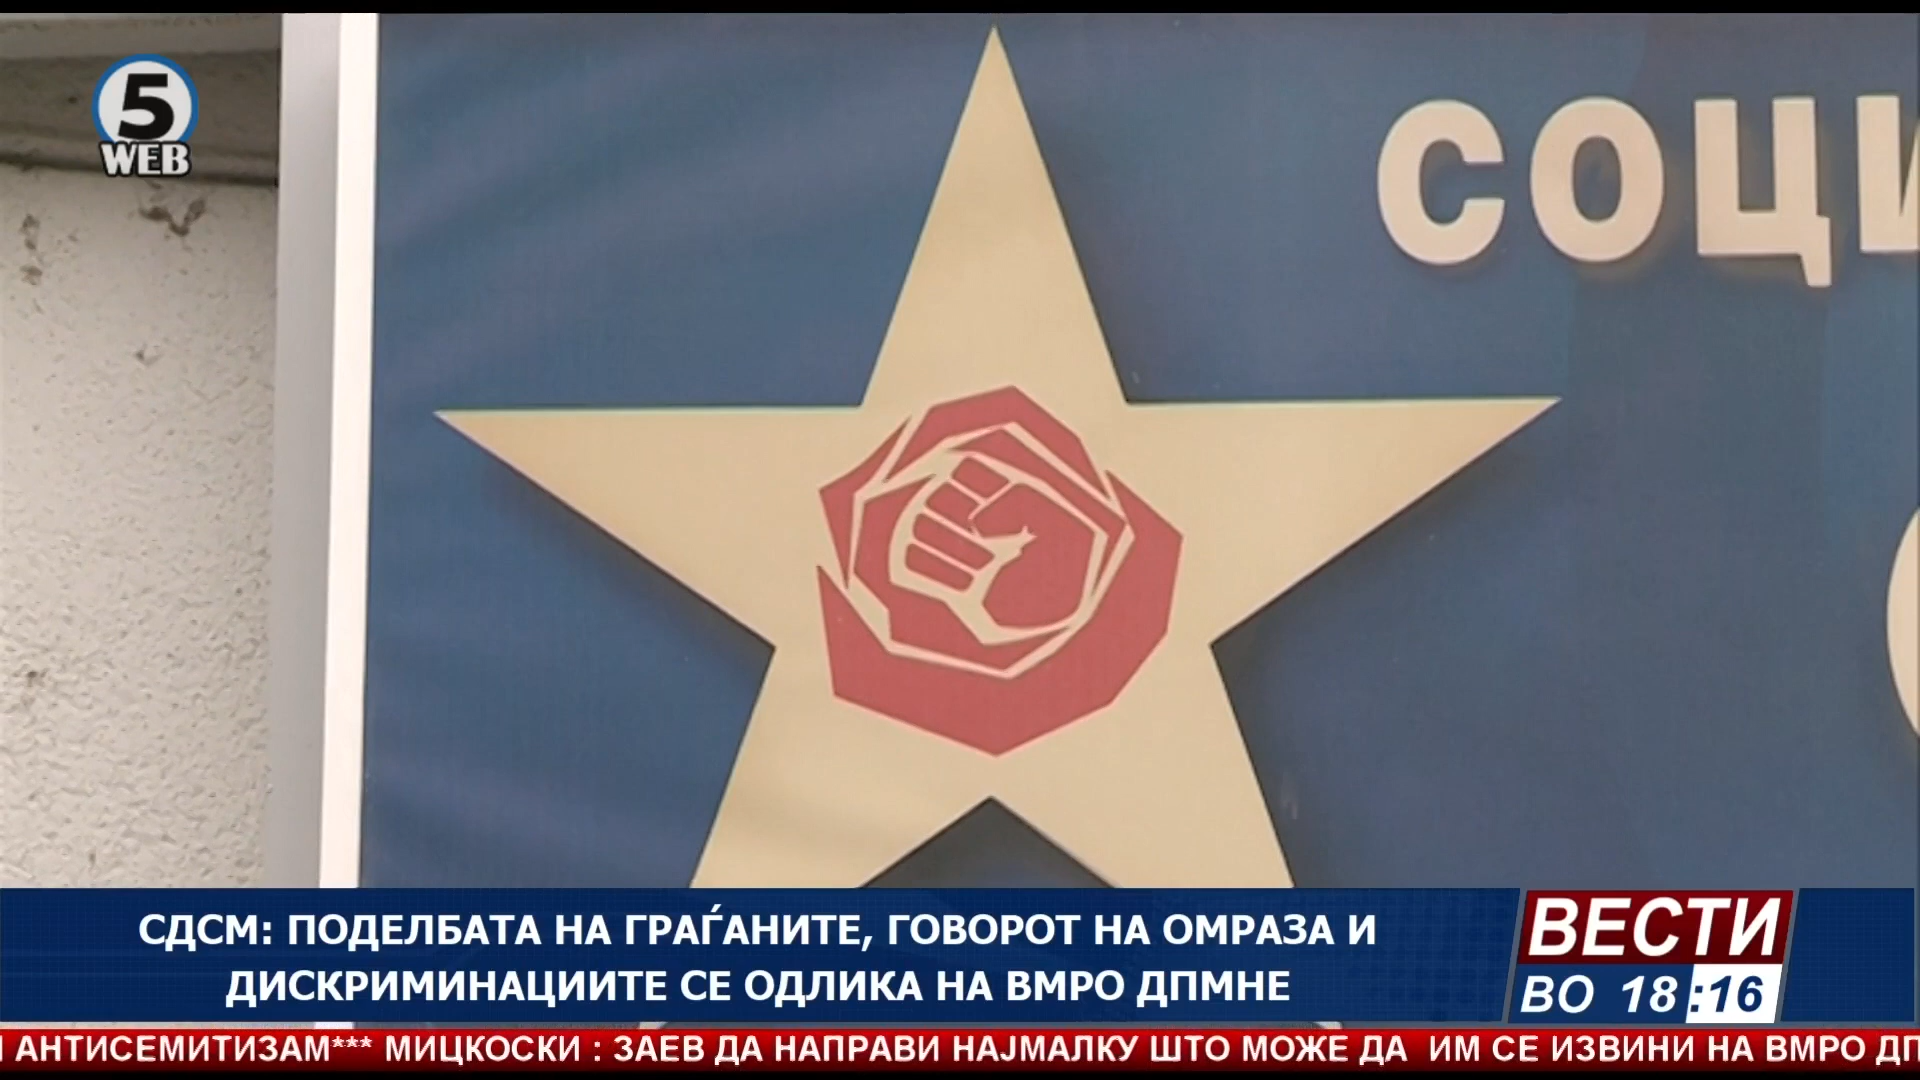 5
WEB
СОЦИ
СДСМ: ПОДЕЛБАТА НА ГРАЃАНИТЕ, ГОВОРОТ НА ОМРАЗА И
ДИСКРИМИНАЦИИТЕ СЕ ОДЛИКА НА ВМРО ДПМНЕ
ВЕСТИ
ВО 18:16
АНТИСЕМИТИЗАМ*** МИЦКОСКИ : ЗАЕВ ДА НАПРАВИ НАЈМАЛКУ ШТО МОЖЕ ДА ИМ СЕ ИЗВИНИ НА ВМРО ДП